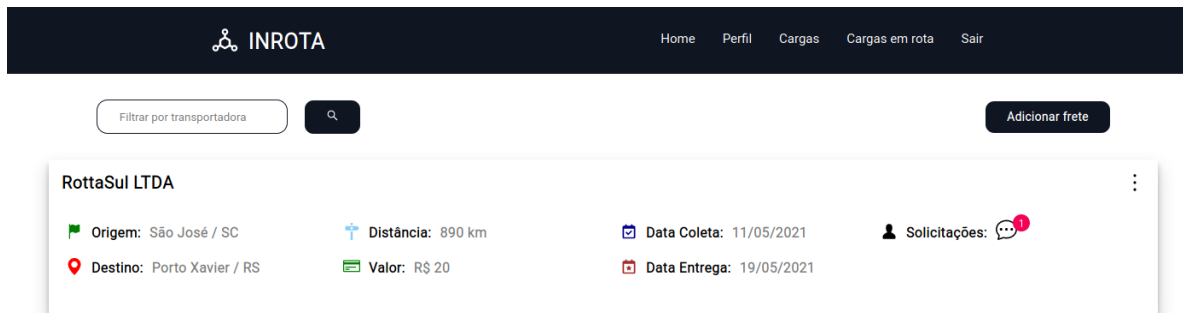 INROTA Home Perfil Cargas Cargas em rota Sair
Filtrar por transportadora Adicionar frete
RottaSul LTDA
Origem: São José / SC Distância: 890 km Data Coleta: 11/05/2021 Solicitações: 1
Destino: Porto Xavier / RS Valor: R$ 20 Data Entrega: 19/05/2021